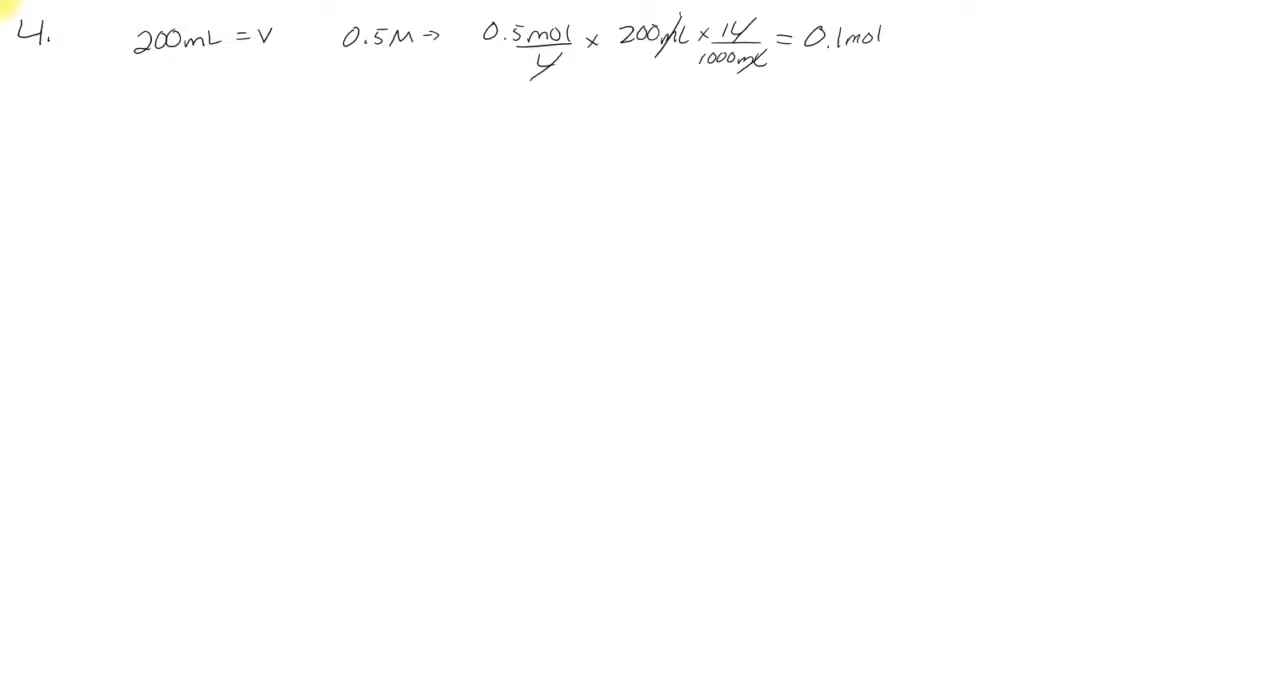 4. 200mL = V 0.5M → 0.5mol/L × 200mL × 1L/1000mL = 0.1mol